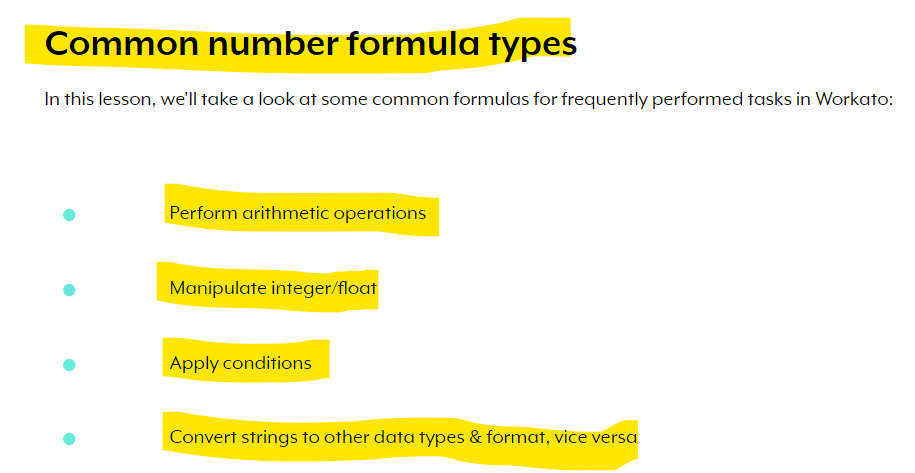 Common number formula types
In this lesson, we'll take a look at some common formulas for frequently performed tasks in Workato:
Perform arithmetic operations
Manipulate integer/float
Apply conditions
Convert strings to other data types & format, vice versa